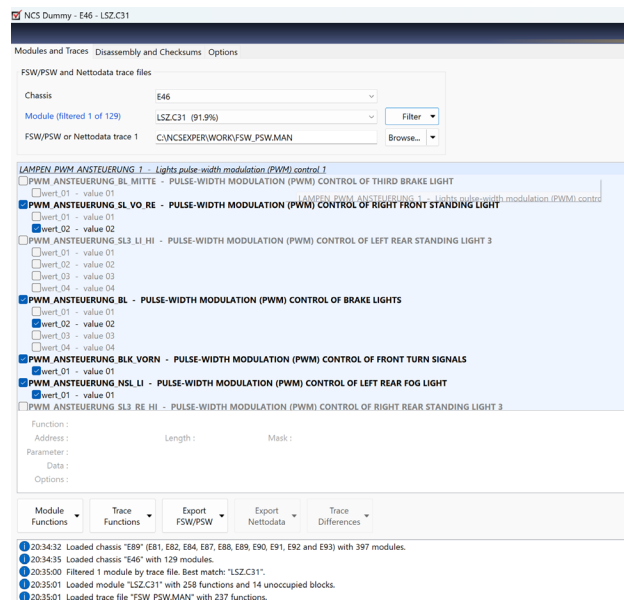 NCS Dummy - E46 - LSZ.C31
Modules and Traces Disassembly and Checksums Options
FSW/PSW and Nettodata trace files
Chassis E46
Module (filtered 1 of 129) LSZ.C31 (91.9%) Filter
FSW/PSW or Nettodata trace 1 C:\NCSEXPER\WORK\FSW_PSW.MAN Browse...
LAMPEN_PWM_ANSTEUERUNG_1 - Lights pulse-width modulation (PWM) control 1
PWM_ANSTEUERUNG_BL_MITTE - PULSE-WIDTH MODULATION (PWM) CONTROL OF THIRD BRAKE LIGHT
wert_01 - value 01
LAMPEN_PWM_ANSTEUERUNG_1 - Lights pulse-width modulation (PWM) contro
PWM_ANSTEUERUNG_SL_VO_RE - PULSE-WIDTH MODULATION (PWM) CONTROL OF RIGHT FRONT STANDING LIGHT
wert_01 - value 01
wert_02 - value 02
PWM_ANSTEUERUNG_SL3_LI_HI - PULSE-WIDTH MODULATION (PWM) CONTROL OF LEFT REAR STANDING LIGHT 3
wert_01 - value 01
wert_02 - value 02
wert_03 - value 03
wert_04 - value 04
PWM_ANSTEUERUNG_BL - PULSE-WIDTH MODULATION (PWM) CONTROL OF BRAKE LIGHTS
wert_01 - value 01
wert_02 - value 02
wert_03 - value 03
wert_04 - value 04
PWM_ANSTEUERUNG_BLK_VORN - PULSE-WIDTH MODULATION (PWM) CONTROL OF FRONT TURN SIGNALS
wert_01 - value 01
PWM_ANSTEUERUNG_NSL_LI - PULSE-WIDTH MODULATION (PWM) CONTROL OF LEFT REAR FOG LIGHT
wert_01 - value 01
PWM_ANSTEUERUNG_SL3_RE_HI - PULSE-WIDTH MODULATION (PWM) CONTROL OF RIGHT REAR STANDING LIGHT 3
Function :
Address : Length : Mask :
Parameter :
Data :
Options :
Module Functions Trace Functions Export FSW/PSW Export Nettodata Trace Differences
20:34:32 Loaded chassis "E89" (E81, E82, E84, E87, E88, E89, E90, E91, E92 and E93) with 397 modules.
20:34:35 Loaded chassis "E46" with 129 modules.
20:35:00 Filtered 1 module by trace file. Best match: "LSZ.C31".
20:35:01 Loaded module "LSZ.C31" with 258 functions and 14 unoccupied blocks.
20:35:01 Loaded trace file "FSW_PSW.MAN" with 237 functions.